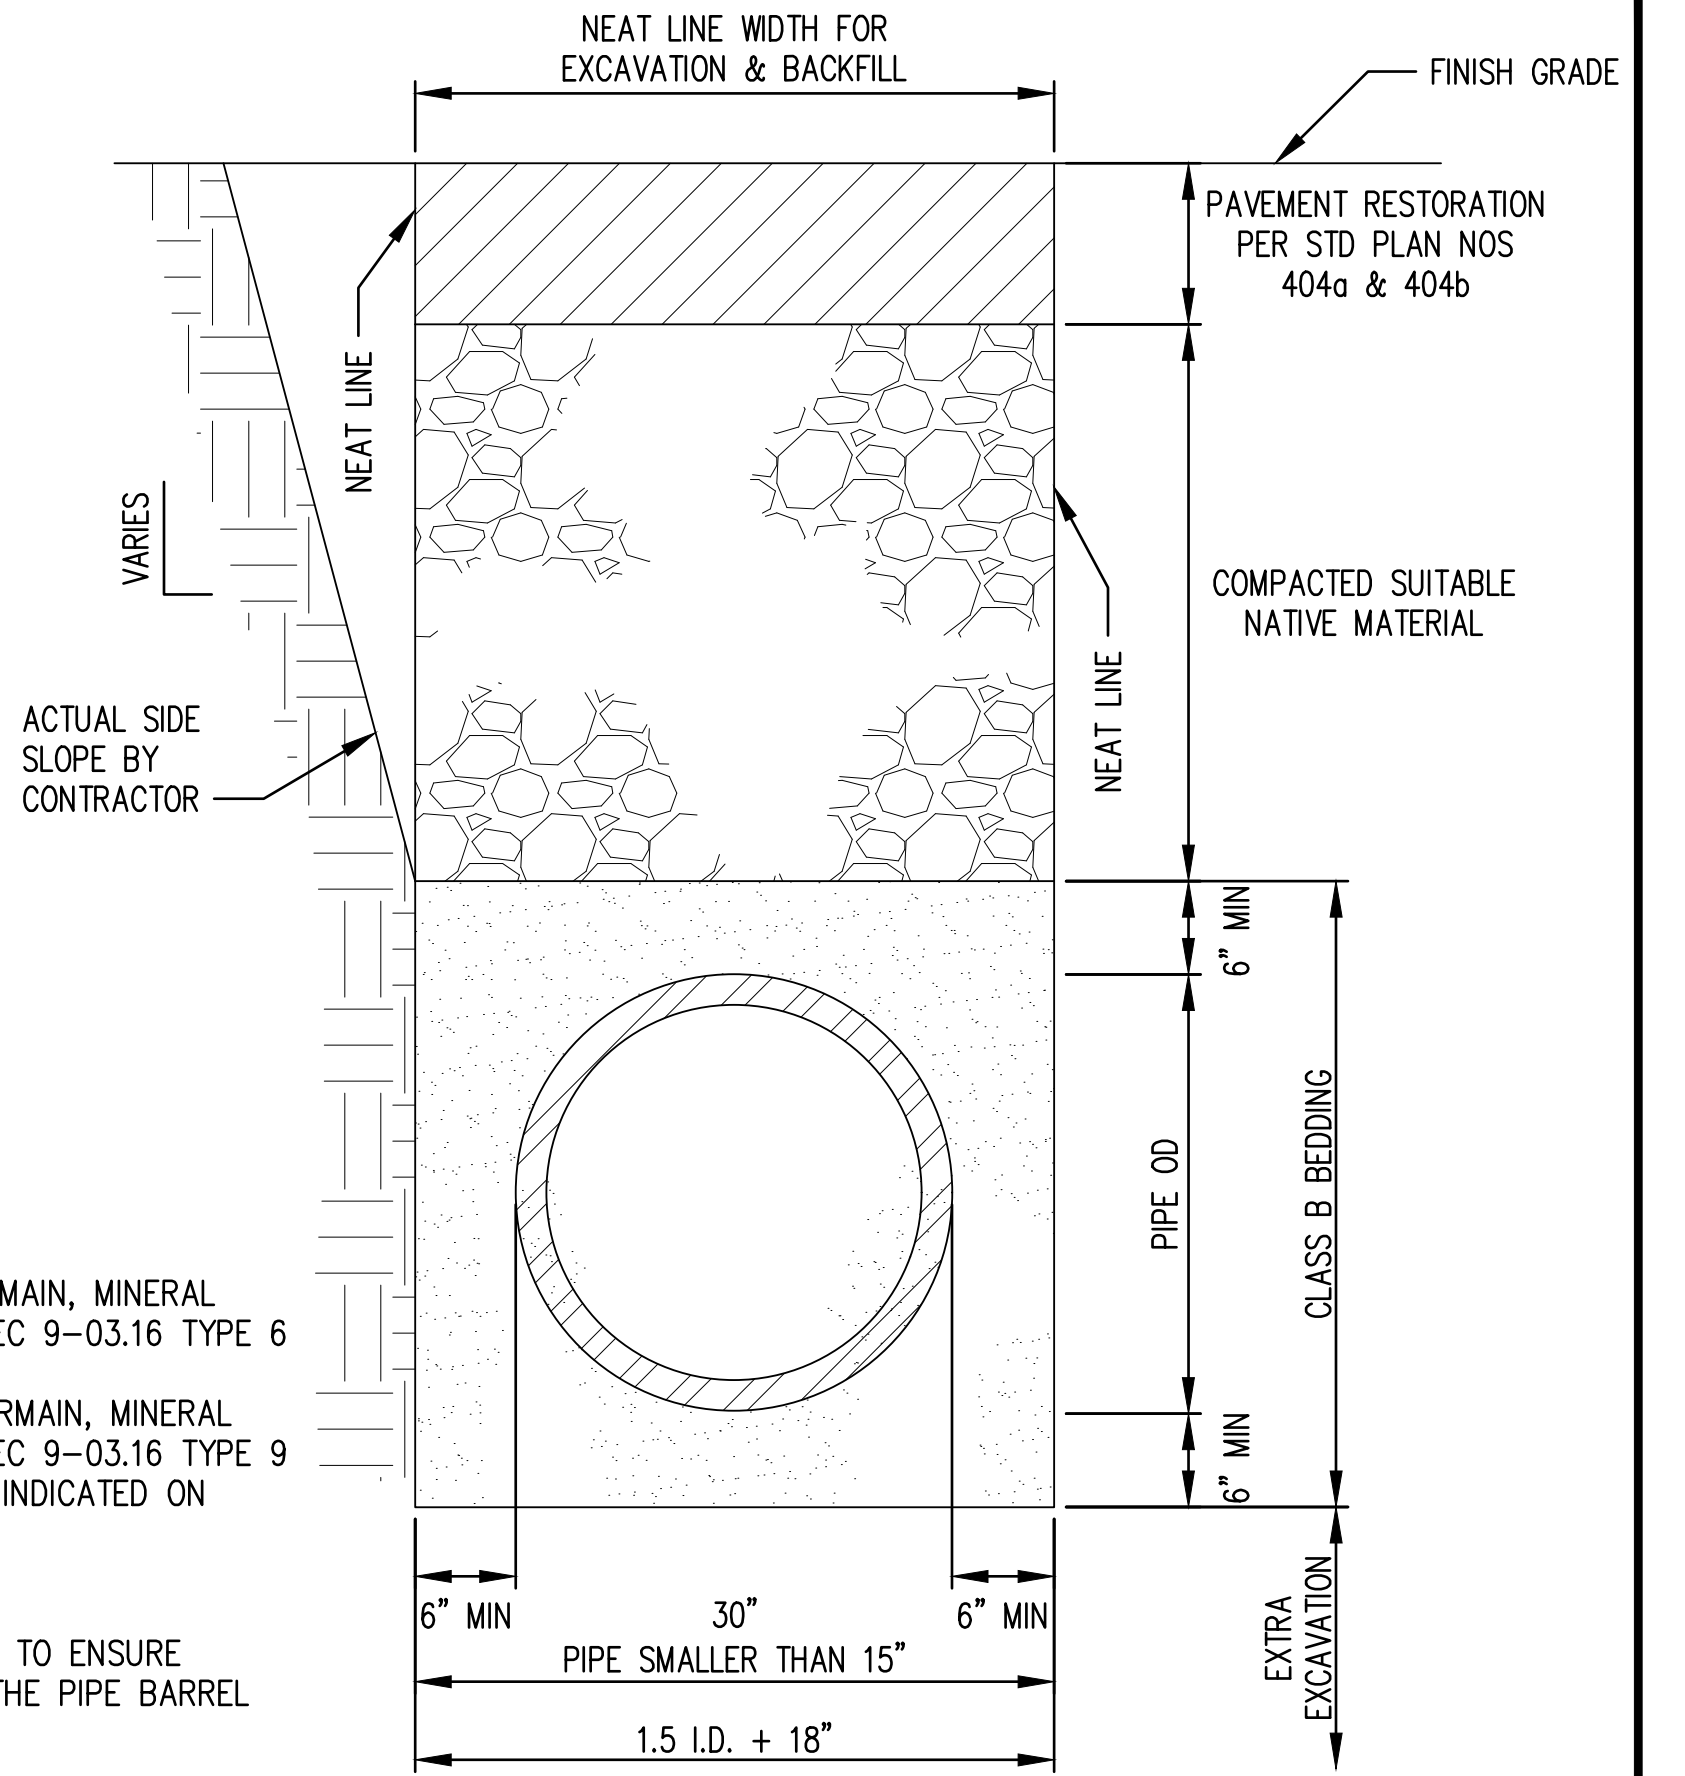 NEAT LINE WIDTH FOR
EXCAVATION & BACKFILL
FINISH GRADE
PAVEMENT RESTORATION
PER STD PLAN NOS
404a & 404b
NEAT LINE
VARIES
COMPACTED SUITABLE
NATIVE MATERIAL
NEAT LINE
ACTUAL SIDE
SLOPE BY
CONTRACTOR
6" MIN
PIPE OD
CLASS B BEDDING
6" MIN
MAIN, MINERAL
EC 9-03.16 TYPE 6
RMAIN, MINERAL
EC 9-03.16 TYPE 9
INDICATED ON
TO ENSURE
THE PIPE BARREL
6" MIN
30"
6" MIN
PIPE SMALLER THAN 15"
1.5 I.D. + 18"
EXTRA
EXCAVATION